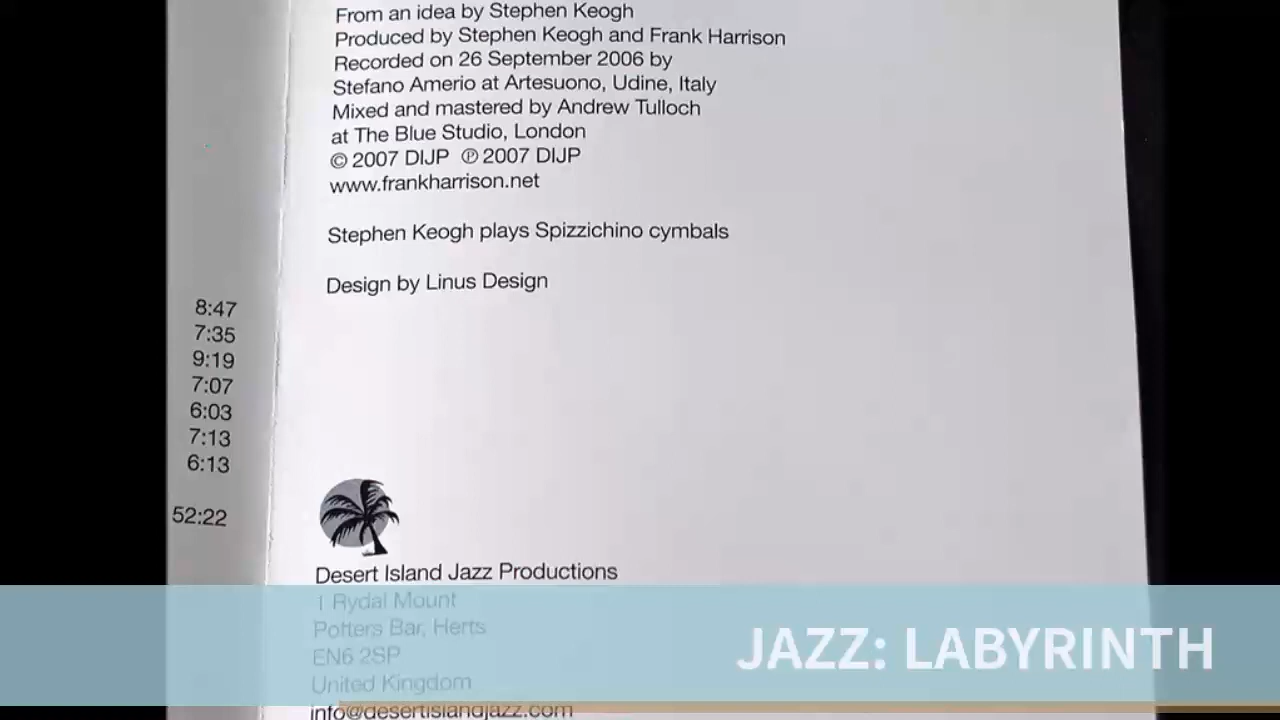 From an idea by Stephen Keogh
Produced by Stephen Keogh and Frank Harrison
Recorded on 26 September 2006 by
Stefano Amerio at Artesuono, Udine, Italy
Mixed and mastered by Andrew Tulloch
at The Blue Studio, London
© 2007 DIJP ℗ 2007 DIJP
www.frankharrison.net
Stephen Keogh plays Spizzichino cymbals
Design by Linus Design
8:47
7:35
9:19
7:07
6:03
7:13
6:13
52:22
Desert Island Jazz Productions
1 Rydal Mount
Potters Bar, Herts
EN6 2SP
United Kingdom
info@desertislandjazz.com
JAZZ: LABYRINTH